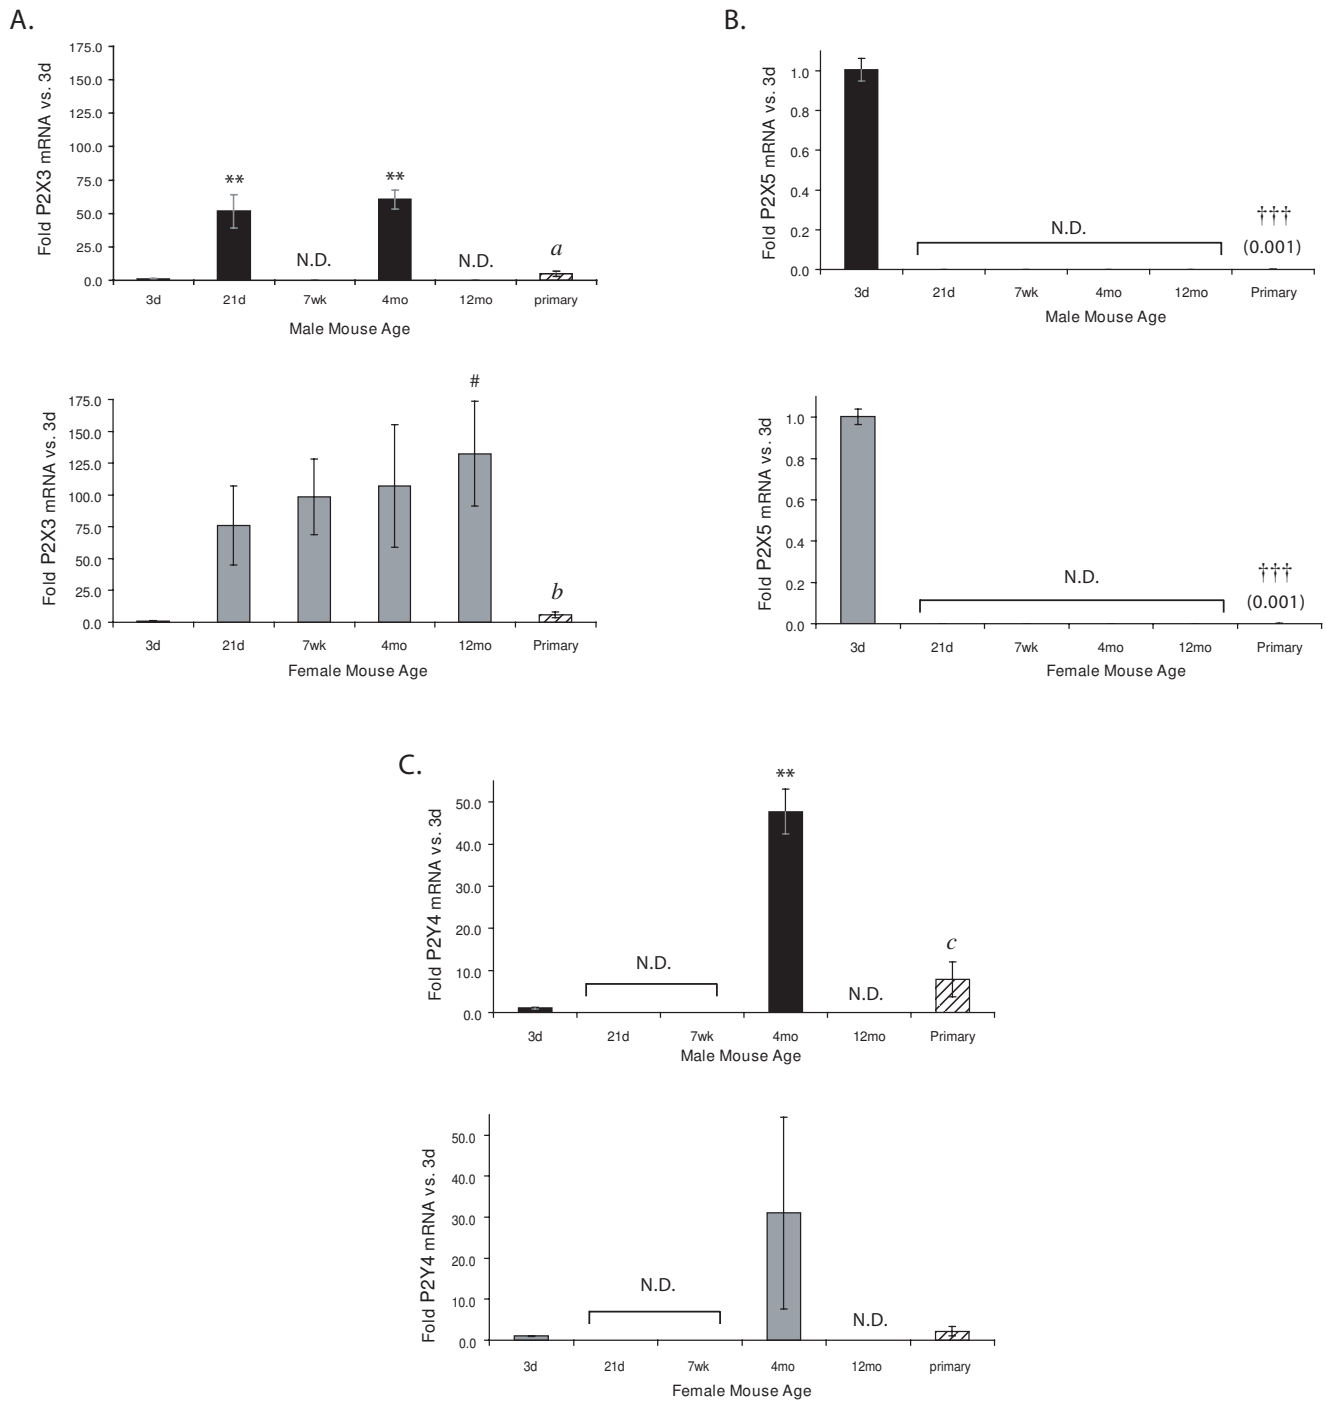 A.
175.0
150.0
125.0
100.0
75.0
50.0
25.0
0.0
Fold P2X3 mRNA vs. 3d
**
N.D.
**
N.D.
a
3d 21d 7wk 4mo 12mo primary
Male Mouse Age
175.0
150.0
125.0
100.0
75.0
50.0
25.0
0.0
Fold P2X3 mRNA vs. 3d
#
b
3d 21d 7wk 4mo 12mo Primary
Female Mouse Age
B.
1.0
0.8
0.6
0.4
0.2
0.0
Fold P2X5 mRNA vs. 3d
N.D.
†††
(0.001)
3d 21d 7wk 4mo 12mo Primary
Male Mouse Age
1.0
0.8
0.6
0.4
0.2
0.0
Fold P2X5 mRNA vs. 3d
N.D.
†††
(0.001)
3d 21d 7wk 4mo 12mo Primary
Female Mouse Age
C.
50.0
40.0
30.0
20.0
10.0
0.0
Fold P2Y4 mRNA vs. 3d
N.D.
**
N.D.
c
3d 21d 7wk 4mo 12mo Primary
Male Mouse Age
50.0
40.0
30.0
20.0
10.0
0.0
Fold P2Y4 mRNA vs. 3d
N.D.
N.D.
3d 21d 7wk 4mo 12mo primary
Female Mouse Age